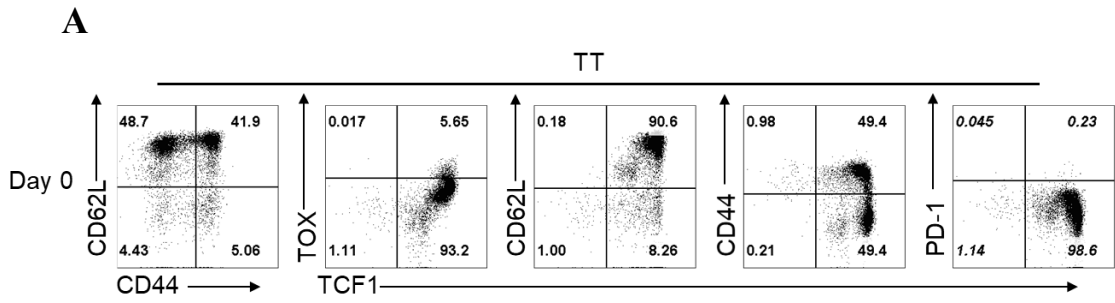 A
TT
Day 0
CD62L
48.7 41.9
4.43 5.06
CD44
TOX
0.017 5.65
1.11 93.2
TCF1
CD62L
0.18 90.6
1.00 8.26
CD44
0.98 49.4
0.21 49.4
PD-1
0.045 0.23
1.14 98.6